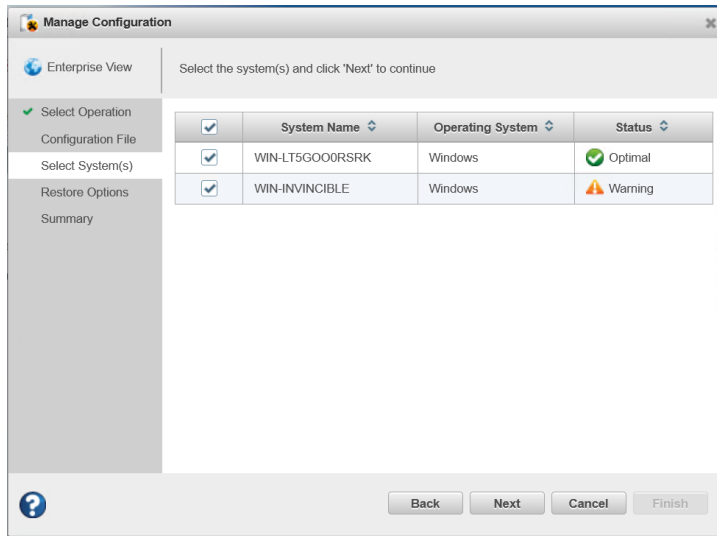 Manage Configuration
Enterprise View
Select the system(s) and click 'Next' to continue
Select Operation
Configuration File
Select System(s)
Restore Options
Summary
System Name Operating System Status
WIN-LT5GOO0RSRK Windows Optimal
WIN-INVINCIBLE Windows Warning
? Back Next Cancel Finish